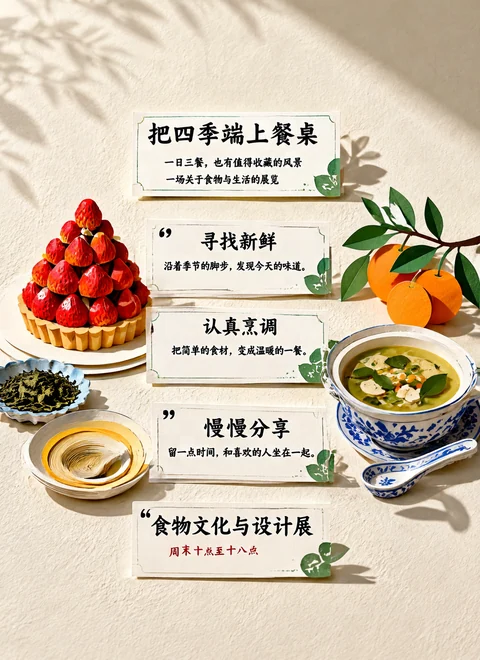 把四季端上餐桌
一日三餐，也有值得收藏的风景
一场关于食物与生活的展览
”
寻找新鲜
沿着季节的脚步，发现今天的味道。
认真烹调
把简单的食材，变成温暖的一餐。
”
慢慢分享
留一点时间，和喜欢的人坐在一起。
“食物文化与设计展
周末十点至十八点